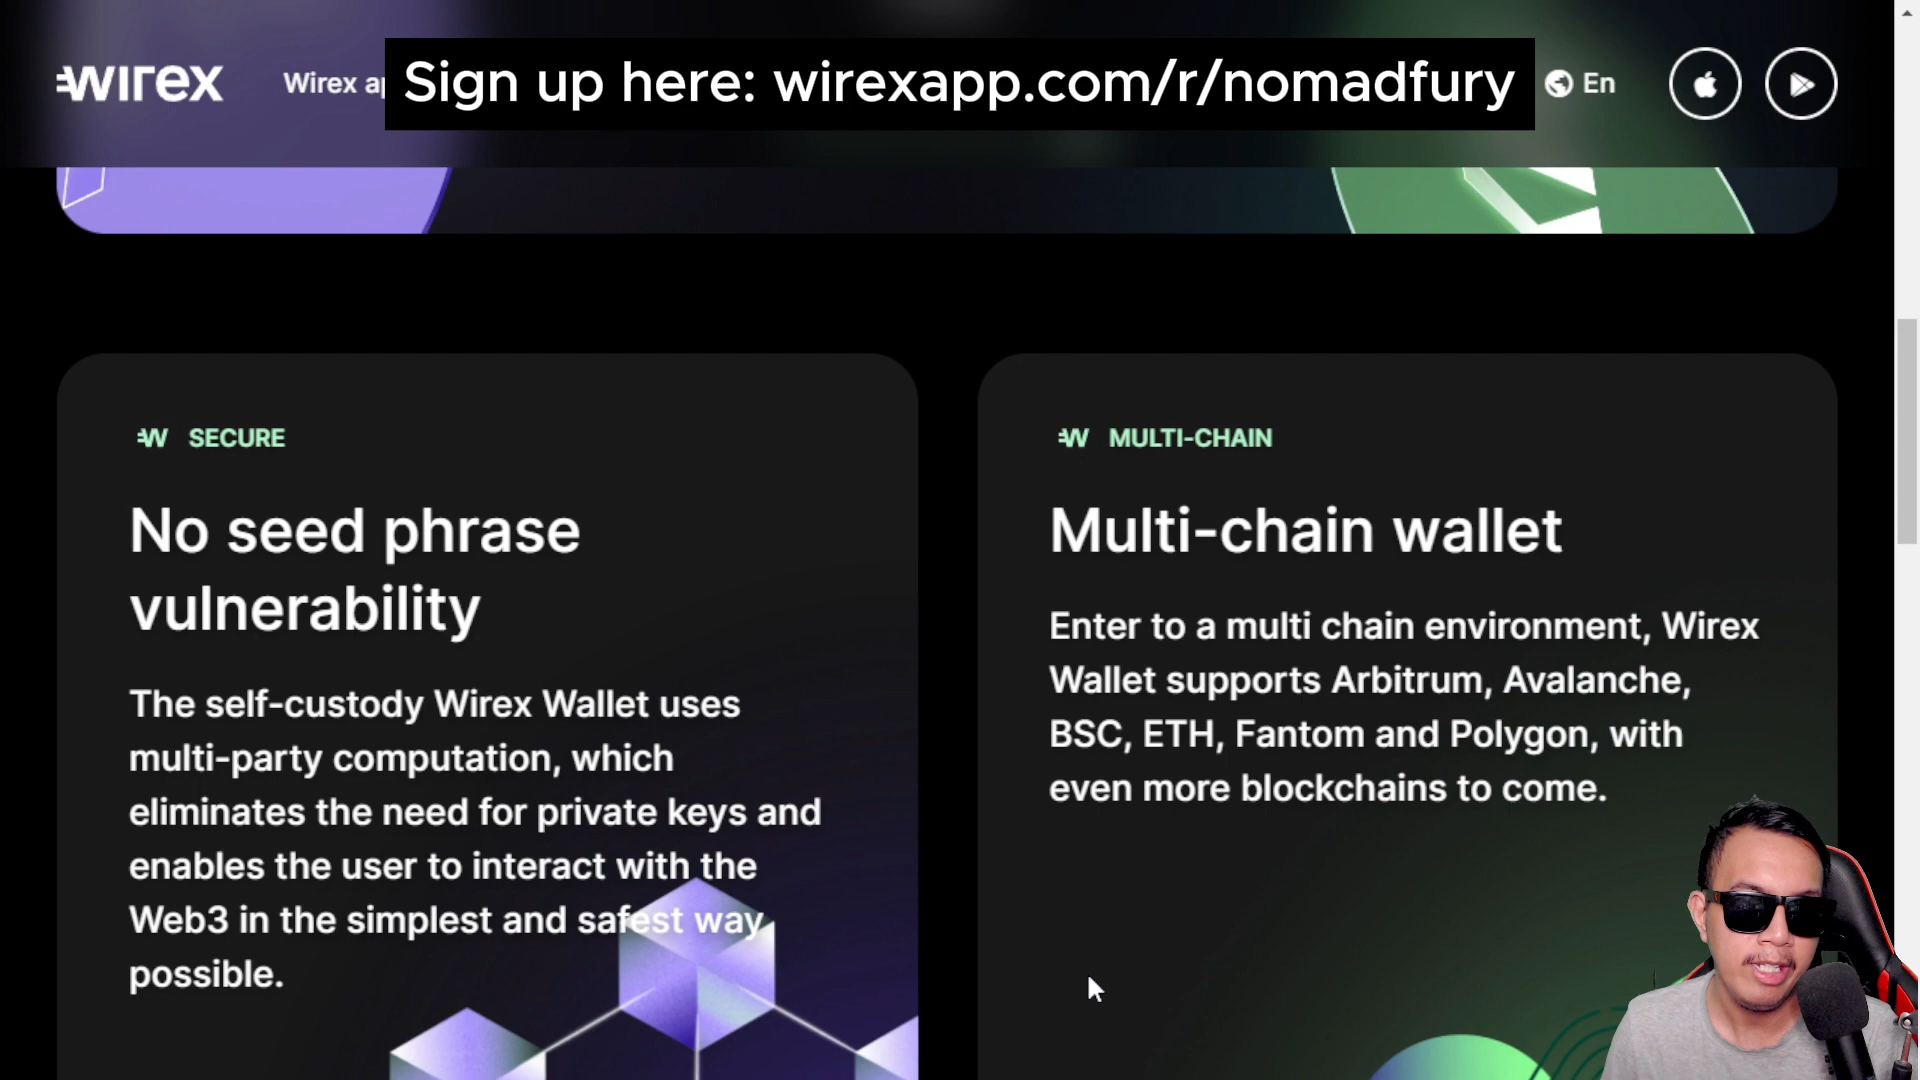 WIREX
Wirex ap
Sign up here: wirexapp.com/r/nomadfury
En
W SECURE
No seed phrase
vulnerability
The self-custody Wirex Wallet uses
multi-party computation, which
eliminates the need for private keys and
enables the user to interact with the
Web3 in the simplest and safest way
possible.
W MULTI-CHAIN
Multi-chain wallet
Enter to a multi chain environment, Wirex
Wallet supports Arbitrum, Avalanche,
BSC, ETH, Fantom and Polygon, with
even more blockchains to come.